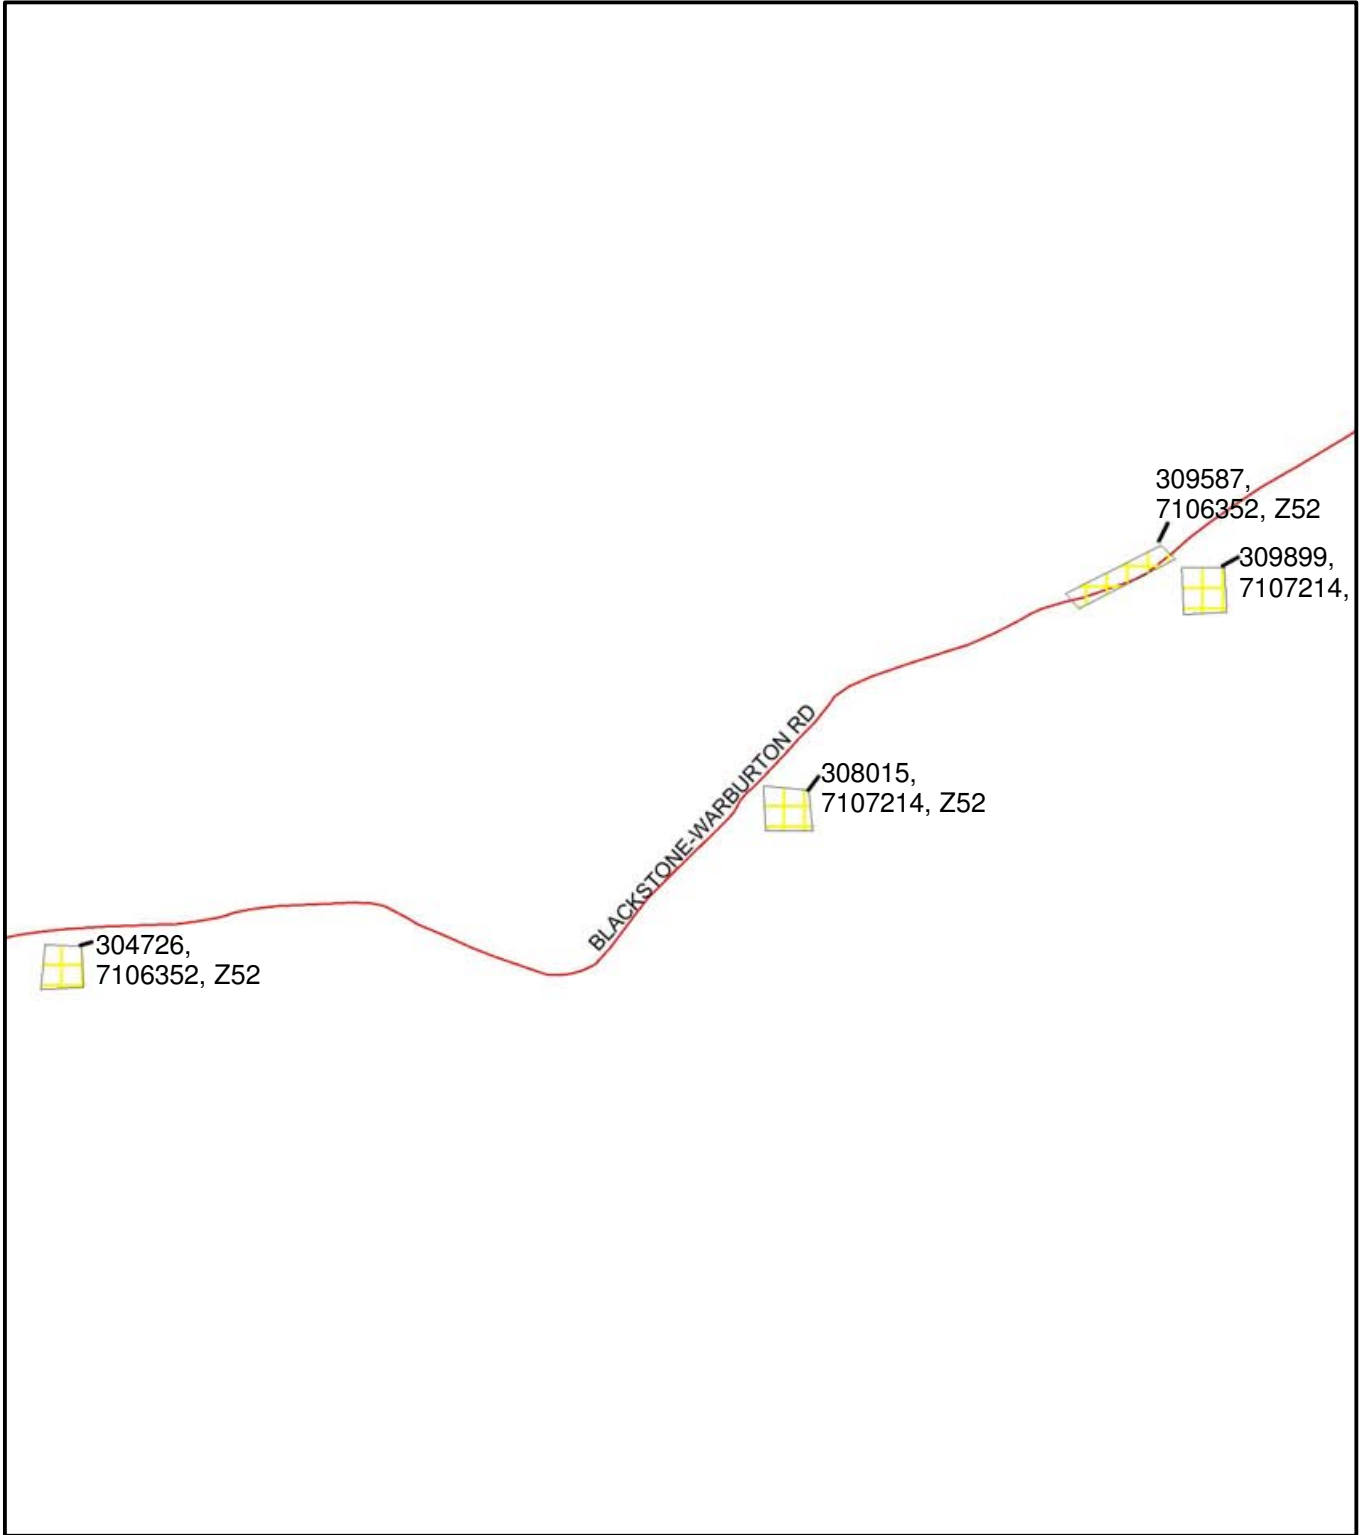 309587,
7106352, Z52
309899,
7107214,
BLACKSTONE-WARBURTON RD
308015,
7107214, Z52
304726,
7106352, Z52